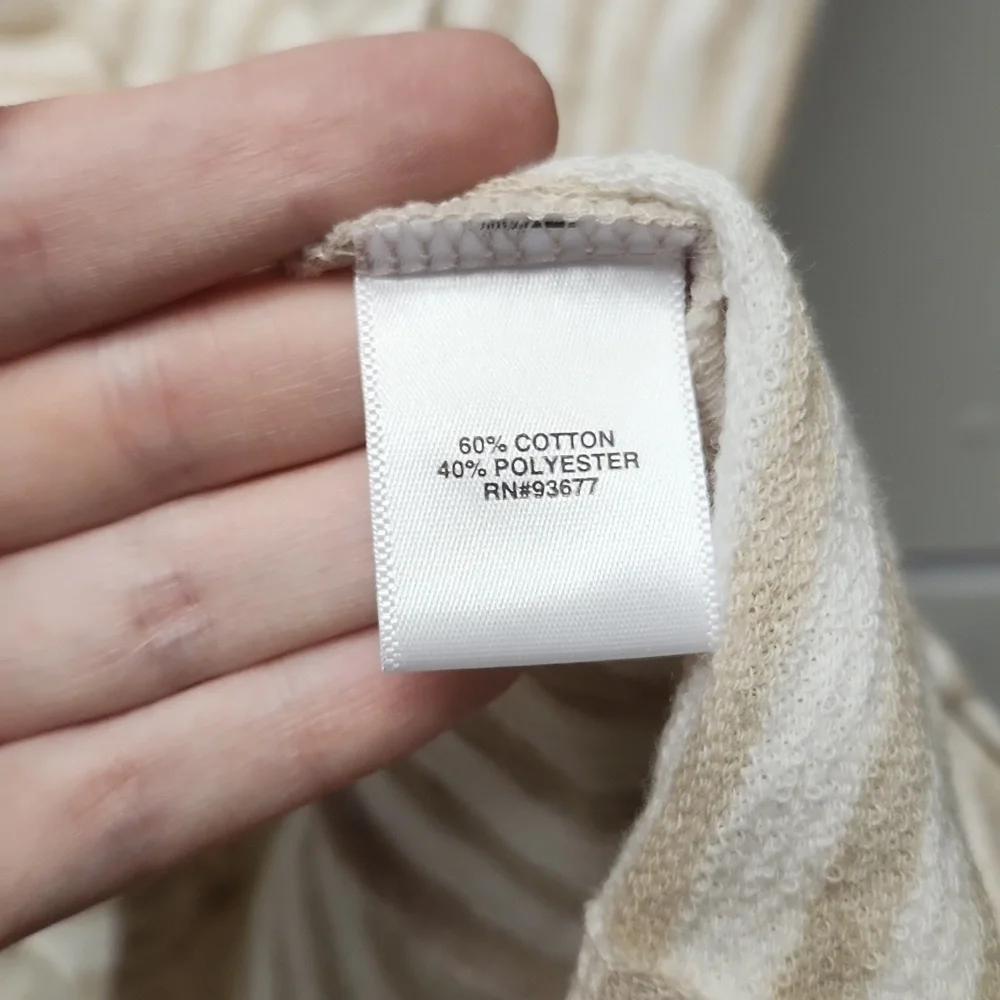 60% COTTON
40% POLYESTER
RN#93677